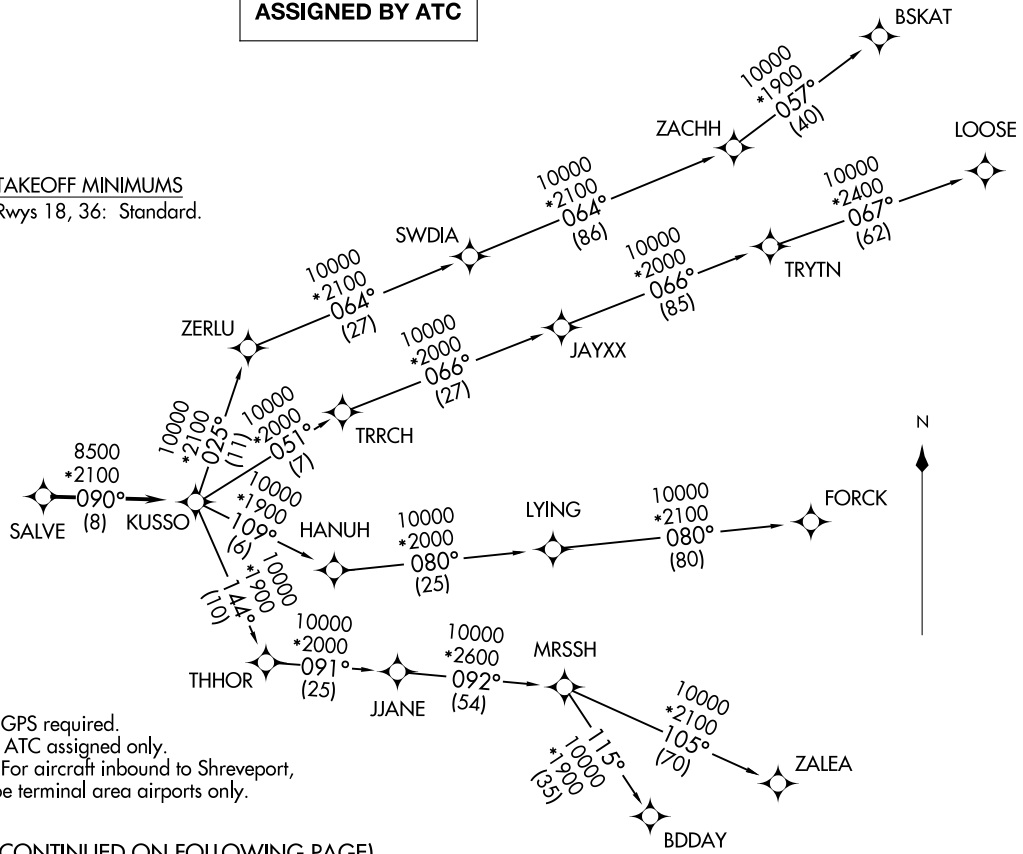 ASSIGNED BY ATC
BSKAT
10000
*1900
057°
(40)
ZACHH
LOOSE
TAKEOFF MINIMUMS
Rwys 18, 36: Standard.
10000
*2100
064°
(86)
10000
*2400
067°
(62)
SWDIA
TRYTN
10000
*2100
064°
(27)
10000
*2000
066°
(85)
ZERLU
JAYXX
10000
*2000
066°
(27)
10000
*2100
025°
(11)
10000
*2000
051°
(7)
TRRCH
N
8500
*2100
090°
(8)
SALVE
KUSSO
10000
*1900
109°
(6)
HANUH
10000
*2000
080°
(25)
LYING
10000
*2100
080°
(80)
FORCK
10000
*1900
144°
(10)
THHOR
10000
*2000
091°
(25)
JJANE
10000
*2600
092°
(54)
MRSSH
10000
*2100
105°
(70)
ZALEA
115°
10000
*1900
(35)
BDDAY
GPS required.
ATC assigned only.
For aircraft inbound to Shreveport,
pe terminal area airports only.
(CONTINUED ON FOLLOWING PAGE)